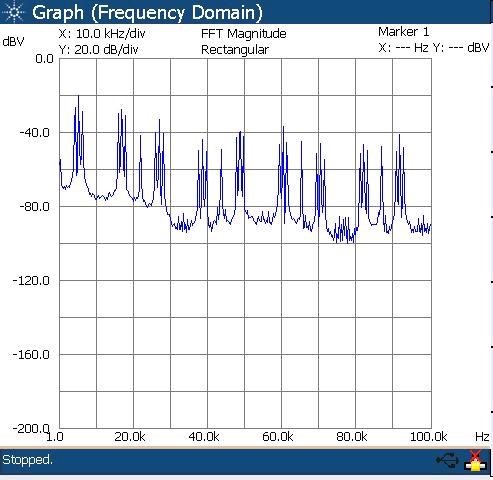 Graph (Frequency Domain)
dBV
X: 10.0 kHz/div FFT Magnitude Marker 1
Y: 20.0 dB/div Rectangular X: --- Hz Y: --- dBV
0.0
-40.0
-80.0
-120.0
-160.0
-200.0
1.0 20.0k 40.0k 60.0k 80.0k 100.0k Hz
Stopped.